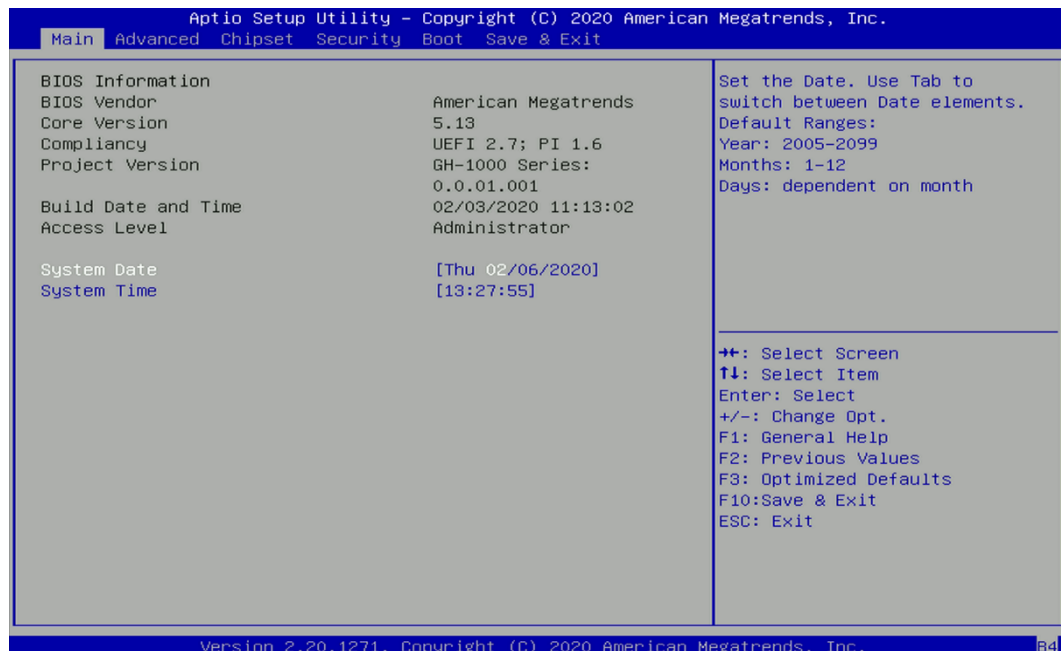 Aptio Setup Utility – Copyright (C) 2020 American Megatrends, Inc.
Main Advanced Chipset Security Boot Save & Exit
BIOS Information
BIOS Vendor American Megatrends
Core Version 5.13
Compliancy UEFI 2.7; PI 1.6
Project Version GH-1000 Series:
0.0.01.001
Build Date and Time 02/03/2020 11:13:02
Access Level Administrator
System Date [Thu 02/06/2020]
System Time [13:27:55]
Set the Date. Use Tab to
switch between Date elements.
Default Ranges:
Year: 2005-2099
Months: 1-12
Days: dependent on month
→←: Select Screen
↑↓: Select Item
Enter: Select
+/-: Change Opt.
F1: General Help
F2: Previous Values
F3: Optimized Defaults
F10:Save & Exit
ESC: Exit
Version 2.20.1271. Copyright (C) 2020 American Megatrends, Inc.
B4